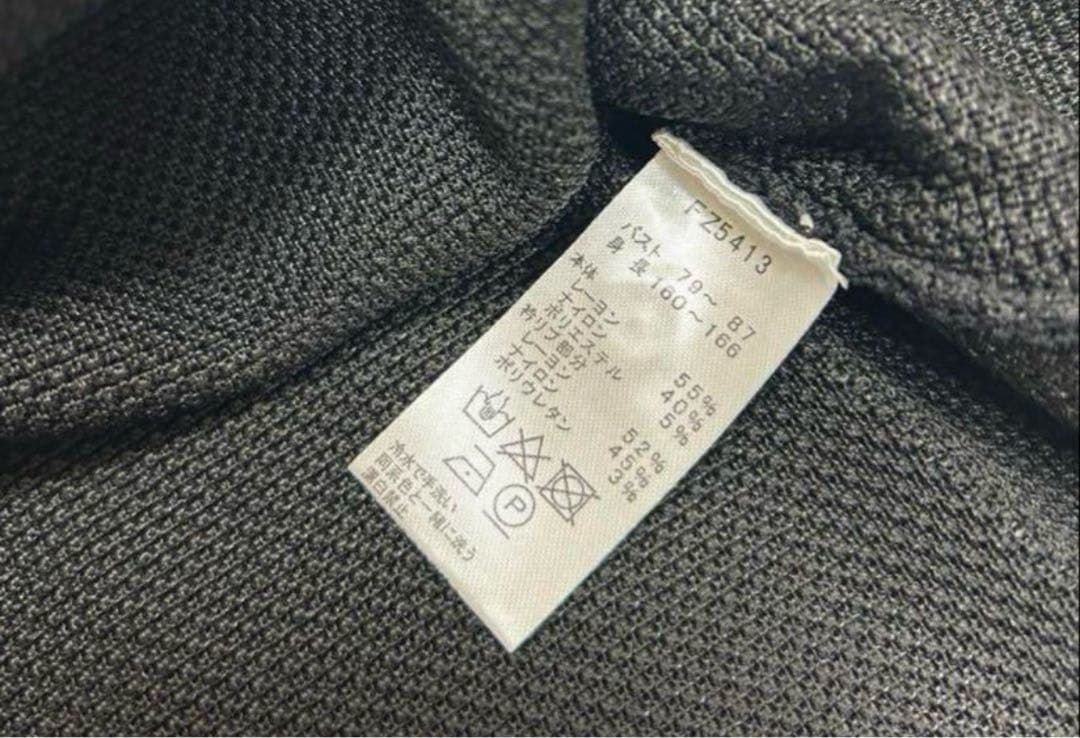 FZ5413
バスト 79～ 87
身 長 160～166
本体
レーヨン 55%
ナイロン 40%
ポリエステル 5%
衿リブ部分
レーヨン 52%
ナイロン 45%
ポリウレタン 3%
P
冷水で手洗い
同系色と一緒に洗う
漂白禁止